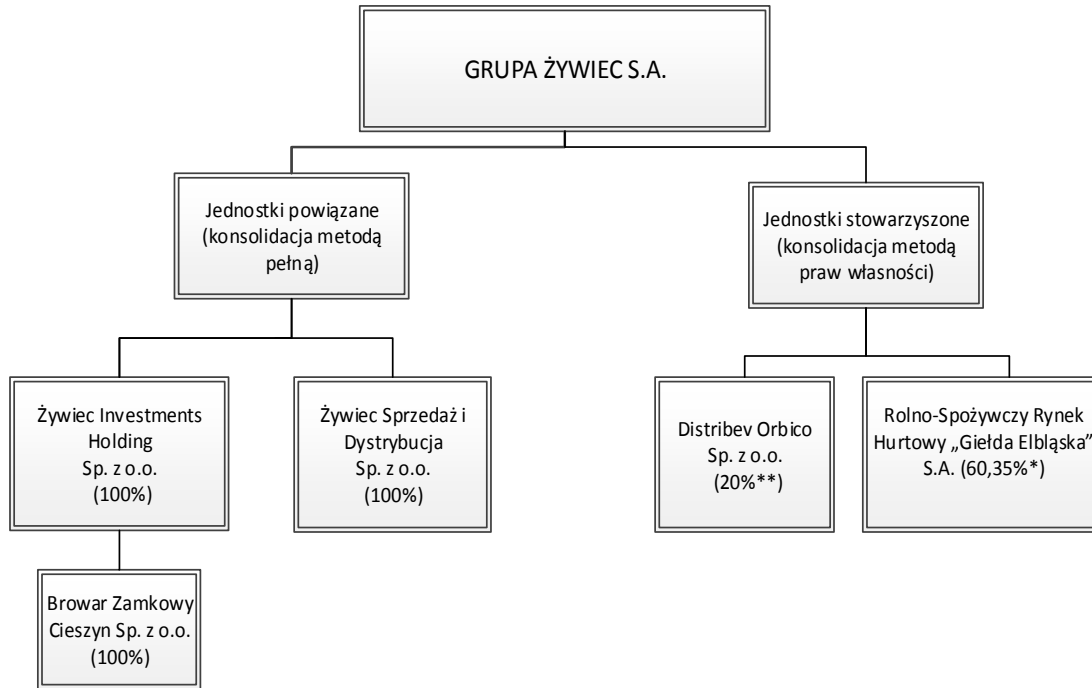 GRUPA ŻYWIEC S.A.
Jednostki powiązane
(konsolidacja metodą
pełną)
Jednostki stowarzyszone
(konsolidacja metodą
praw własności)
Żywiec Investments
Holding
Sp. z o.o.
(100%)
Żywiec Sprzedaż i
Dystrybucja
Sp. z o.o.
(100%)
Distribev Orbico
Sp. z o.o.
(20%**)
Rolno-Spożywczy Rynek
Hurtowy „Giełda Elbląska”
S.A. (60,35%*)
Browar Zamkowy
Cieszyn Sp. z o.o.
(100%)